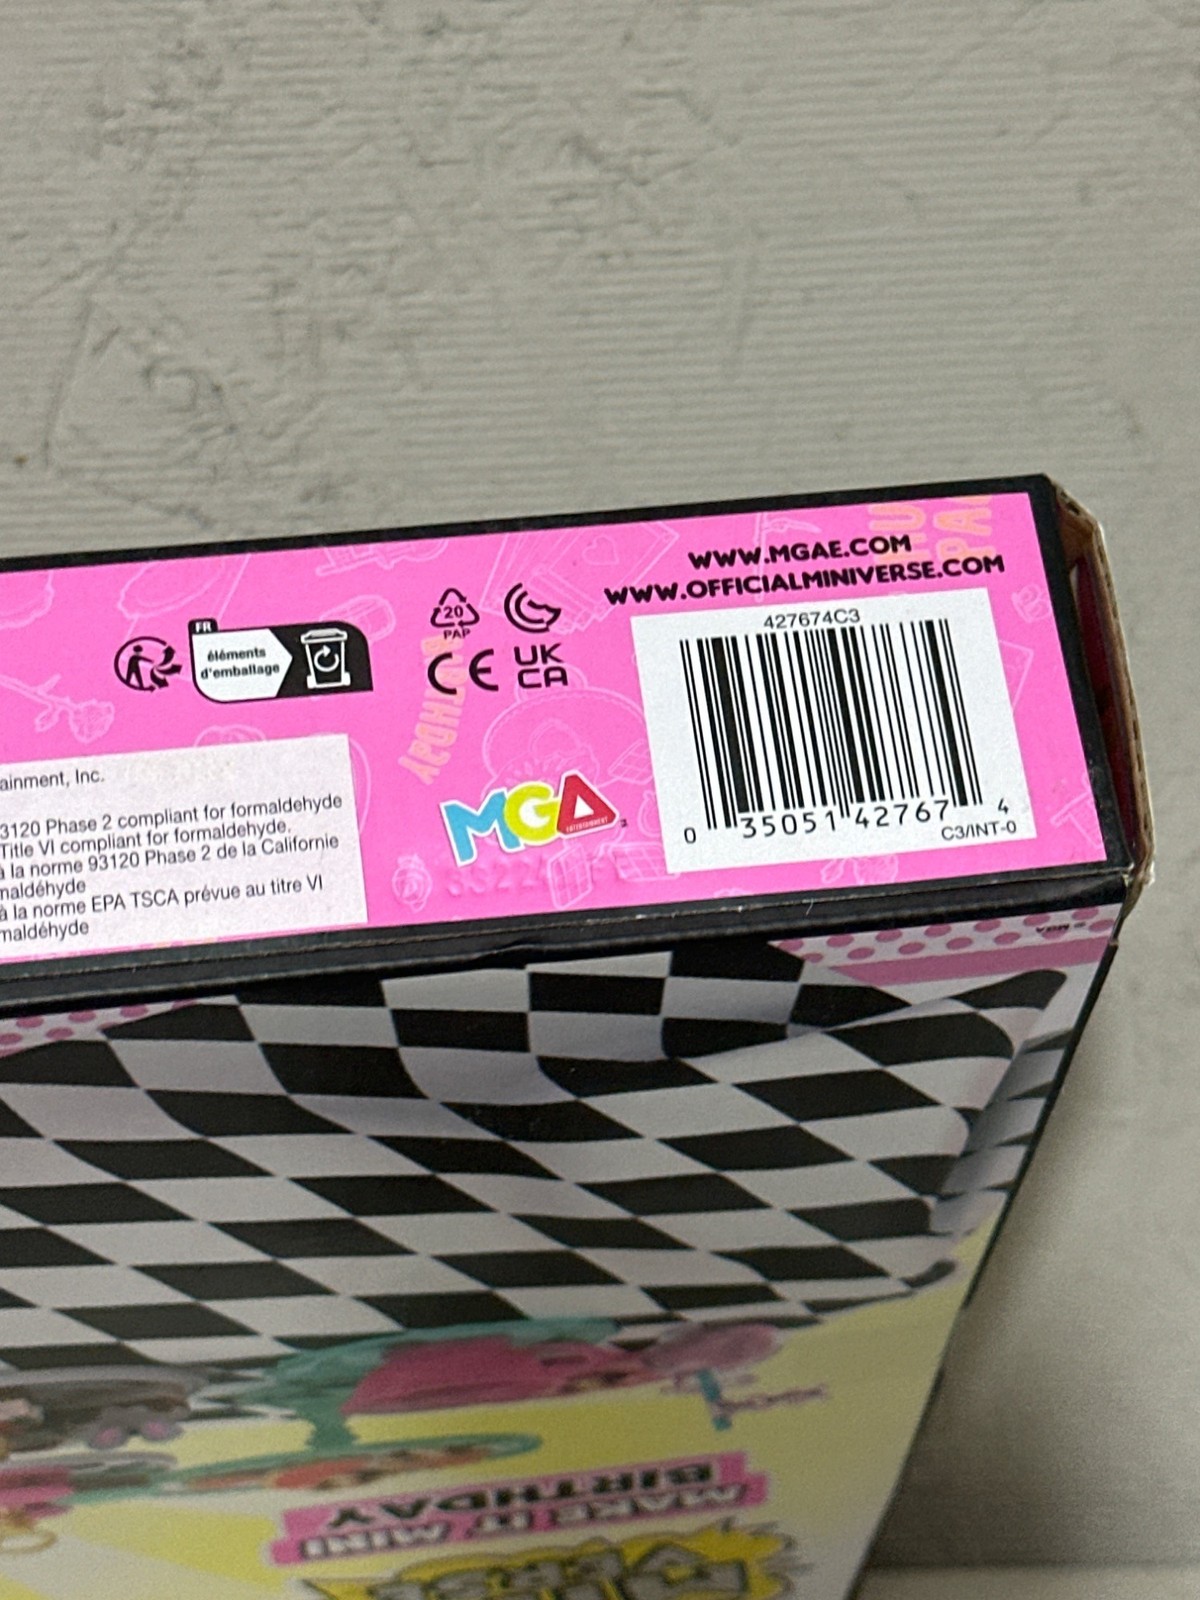 WWW.MGAE.COM
WWW.OFFICIALMINIVERSE.COM
FR
éléments
d'emballage
20
PAP
CE
UK
CA
427674C3
0 35051 42767 4
C3/INT-0
MGA
ENTERTAINMENT
BIRTHDAY
ainment, Inc.
3120 Phase 2 compliant for formaldehyde
Title VI compliant for formaldehyde.
à la norme 93120 Phase 2 de la Californie
maldéhyde
à la norme EPA TSCA prévue au titre VI
maldéhyde
MAKE IT MINI
BIRTHDAY